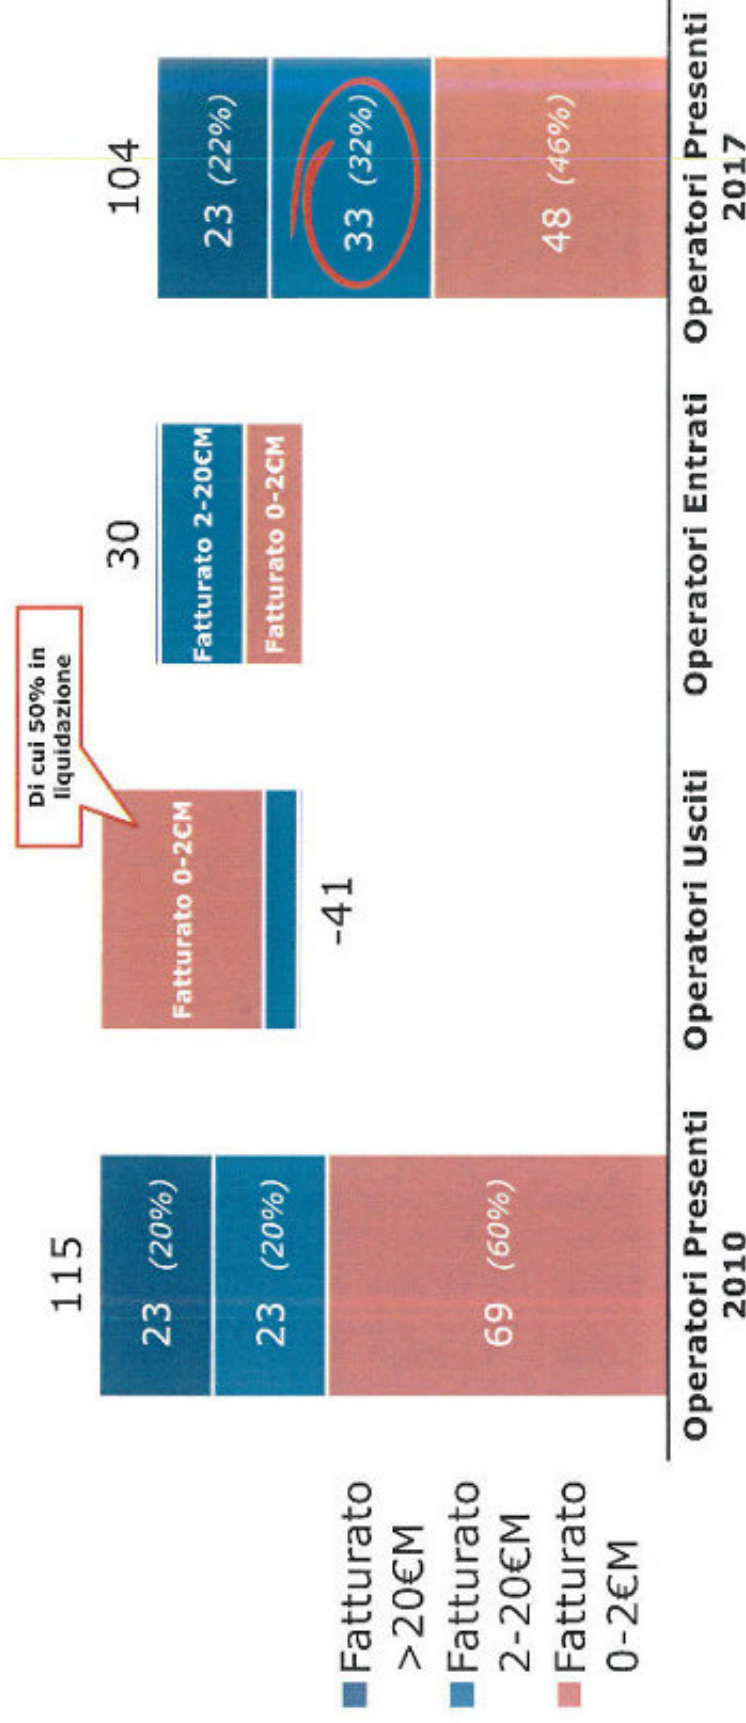 Fatturato
>20€M
Fatturato
2-20€M
Fatturato
0-2€M
115
23 (20%)
23 (20%)
69 (60%)
Operatori Presenti
2010
Di cui 50% in
liquidazione
Fatturato 0-2€M
-41
Operatori Usciti
30
Fatturato 2-20€M
Fatturato 0-2€M
Operatori Entrati
104
23 (22%)
33 (32%)
48 (46%)
Operatori Presenti
2017